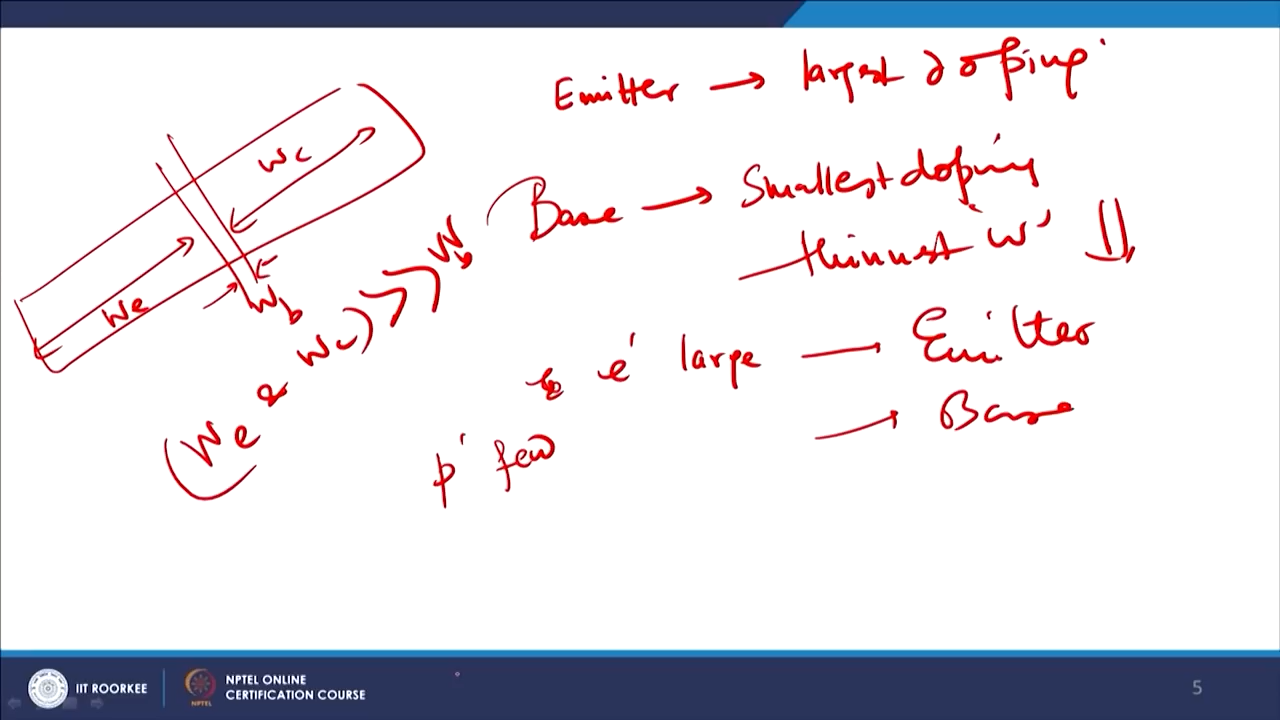 Emitter → largest doping
Wc
Base → Smallest doping
thinnest 'W'
We
Wb
(We & Wc) >> Wb
e' large → Emitter
p' few → Base
IIT ROORKEE
NPTEL ONLINE
CERTIFICATION COURSE
5